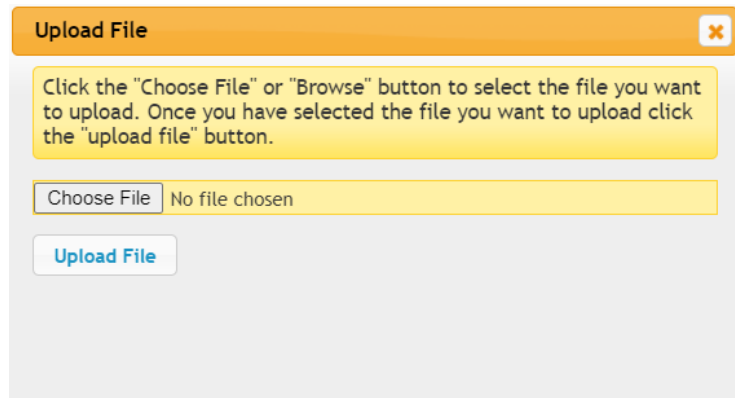 Upload File
Click the "Choose File" or "Browse" button to select the file you want
to upload. Once you have selected the file you want to upload click
the "upload file" button.
Choose File No file chosen
Upload File